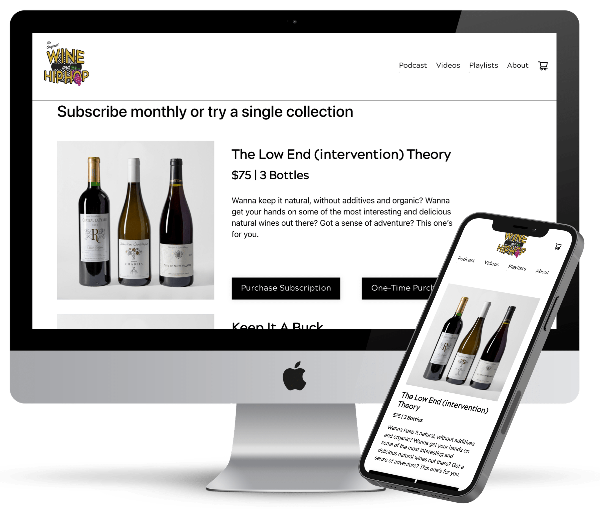 WINE
and
HIPHOP
Podcast Videos Playlists About
Subscribe monthly or try a single collection
The Low End (intervention) Theory
$75 | 3 Bottles
Wanna keep it natural, without additives and organic? Wanna
get your hands on some of the most interesting and delicious
natural wines out there? Got a sense of adventure? This one's
for you.
Purchase Subscription
One-Time Purch
Keep It A Buck
R
WINE
HIPHOP
Podcast Videos Playlists About
The Low End (intervention)
Theory
$75 | 3 Bottles
Wanna keep it natural, without additives
and organic? Wanna get your hands on
some of the most interesting and
delicious natural wines out there? Got a
sense of adventure? This one's for you.